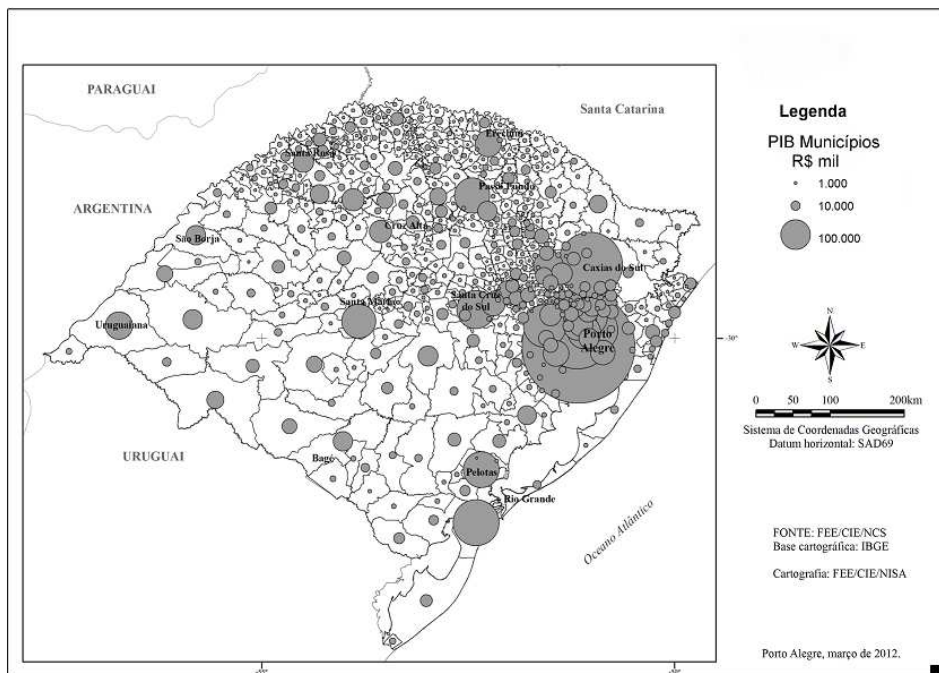 PARAGUAI
Santa Catarina
Erechim
Santa Rosa
Passo Fundo
ARGENTINA
Cruz Alta
São Borja
Caxias do Sul
Santa Maria
Santa Cruz
do Sul
Uruguaiana
Porto
Alegre
-30°
URUGUAI
Bagé
Pelotas
Rio Grande
Oceano Atlântico
-55°
-50°
Legenda
PIB Municípios
R$ mil
1.000
10.000
100.000
N
W E
S
0 50 100 200km
Sistema de Coordenadas Geográficas
Datum horizontal: SAD69
FONTE: FEE/CIE/NCS
Base cartográfica: IBGE
Cartografia: FEE/CIE/NISA
Porto Alegre, março de 2012.